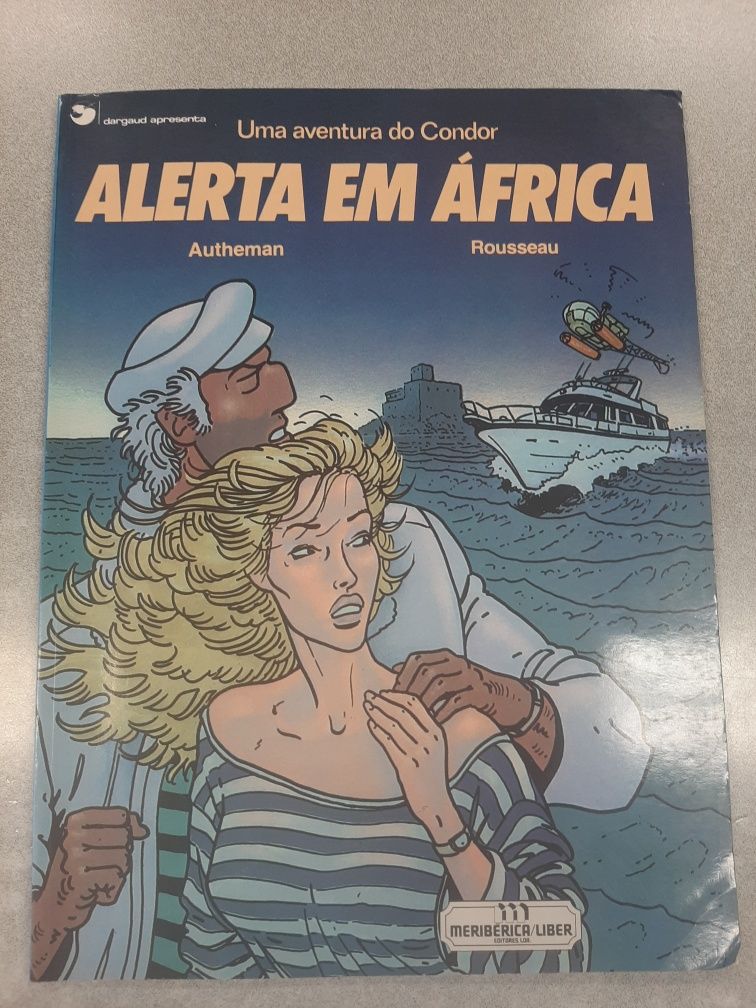 dargaud apresenta
Uma aventura do Condor
ALERTA EM ÁFRICA
Autheman Rousseau
MERIBÉRICA/LIBER
EDITORES LDA.